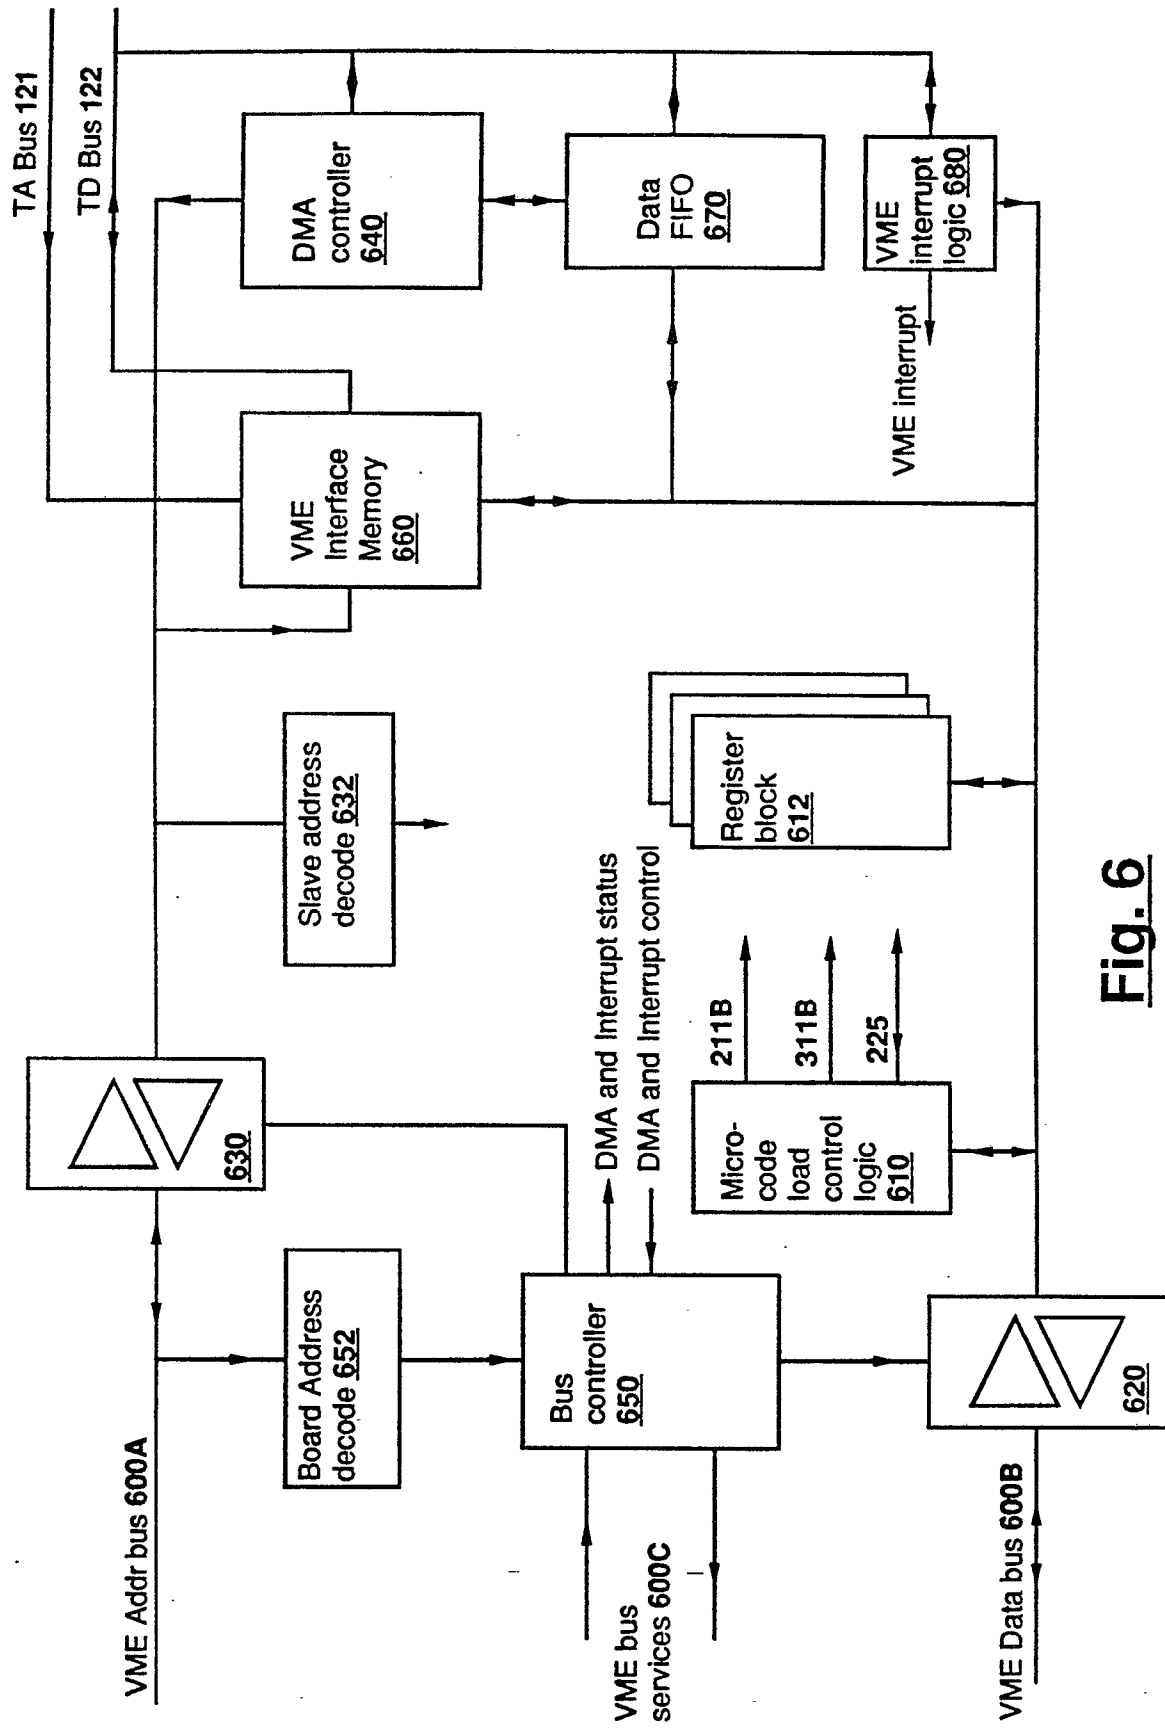 TA Bus 121
TD Bus 122
VME Addr bus 600A
630
Board Address
decode 652
Slave address
decode 632
VME
Interface
Memory
660
DMA
controller
640
Bus
controller
650
DMA and Interrupt status
DMA and Interrupt control
VME bus
services 600C
Data
FIFO
670
Micro-
code
load
control
logic
610
211B
311B
225
Register
block
612
VME interrupt
VME
interrupt
logic 680
VME Data bus 600B
620
Fig. 6